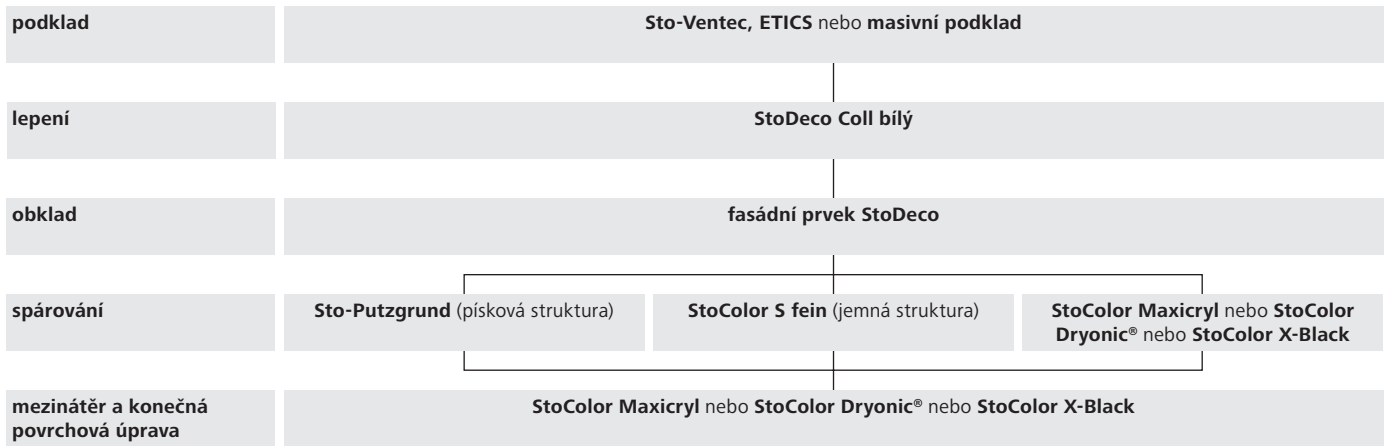 podklad
Sto-Ventec, ETICS nebo masivní podklad
lepení
StoDeco Coll bílý
obklad
fasádní prvek StoDeco
spárování
Sto-Putzgrund (písková struktura)
StoColor S fein (jemná struktura)
StoColor Maxicryl nebo StoColor
Dryonic® nebo StoColor X-Black
mezinátěr a konečná
povrchová úprava
StoColor Maxicryl nebo StoColor Dryonic® nebo StoColor X-Black